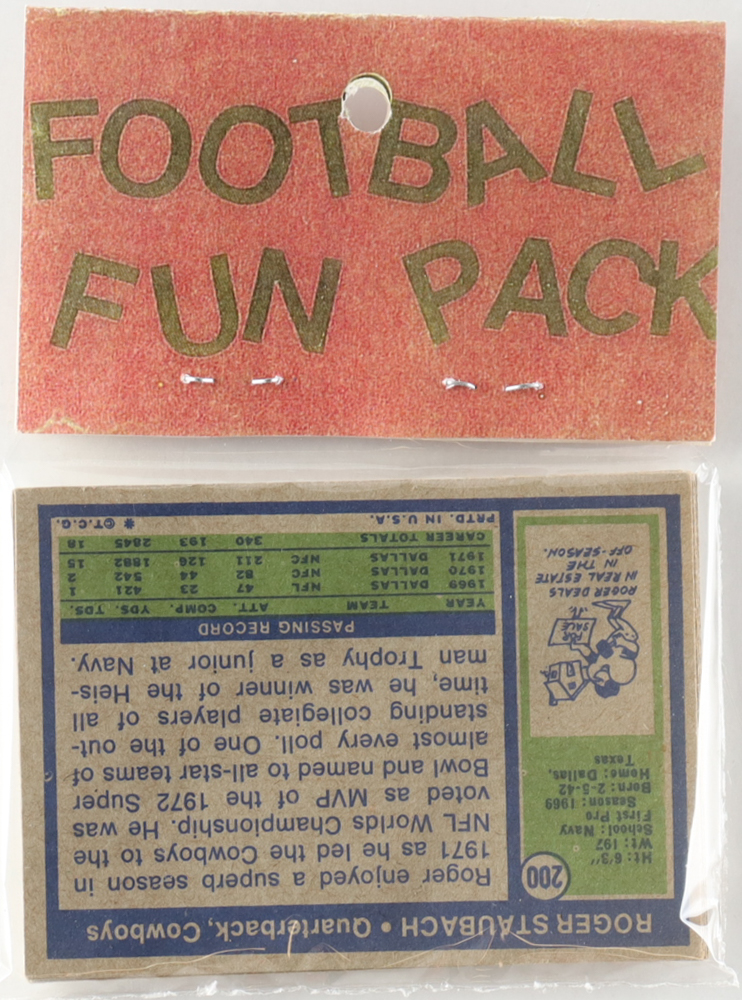 FOOTBALL
FUN PACK
ROGER STAUBACH • Quarterback, Cowboys
200
Ht: 6'3"
Wt: 197
School: Navy
First Pro
Season: 1969
Born: 2-5-42
Home: Dallas,
Texas
ROGER DEALS
IN REAL ESTATE
IN THE
OFF-SEASON.
FOR
SALE
Roger enjoyed a superb season in
1971 as he led the Cowboys to the
NFL Worlds Championship. He was
voted as MVP of the 1972 Super
Bowl and named to all-star teams of
almost every poll. One of the out-
standing collegiate players of all
time, he was winner of the Heis-
man Trophy as a junior at Navy.
PASSING RECORD
YEAR TEAM ATT. COMP. YDS. TDS.
1969 DALLAS NFL 47 23 421 1
1970 DALLAS NFC 82 44 542 2
1971 DALLAS NFC 211 126 1882 15
CAREER TOTALS 340 193 2845 18
PRTD. IN U.S.A. * ©T.C.G.